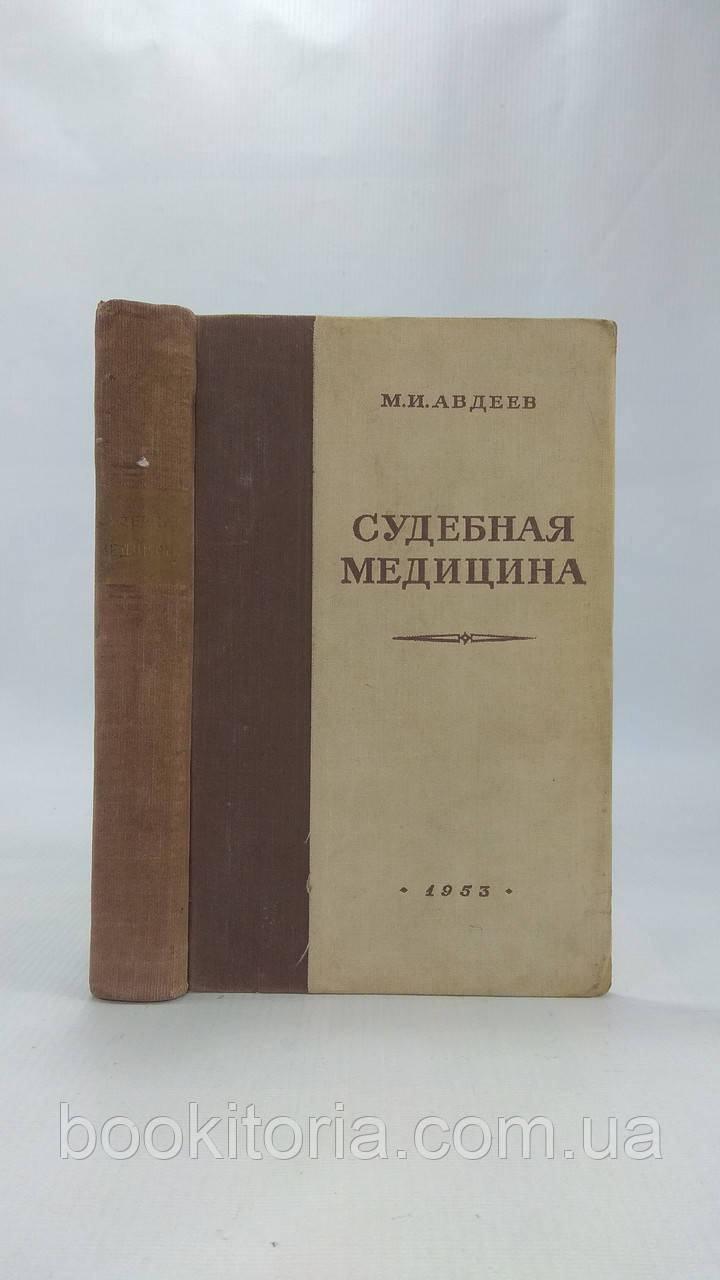 М.И.АВДЕЕВ
СУДЕБНАЯ
МЕДИЦИНА
• 1953 •
bookitoria.com.ua